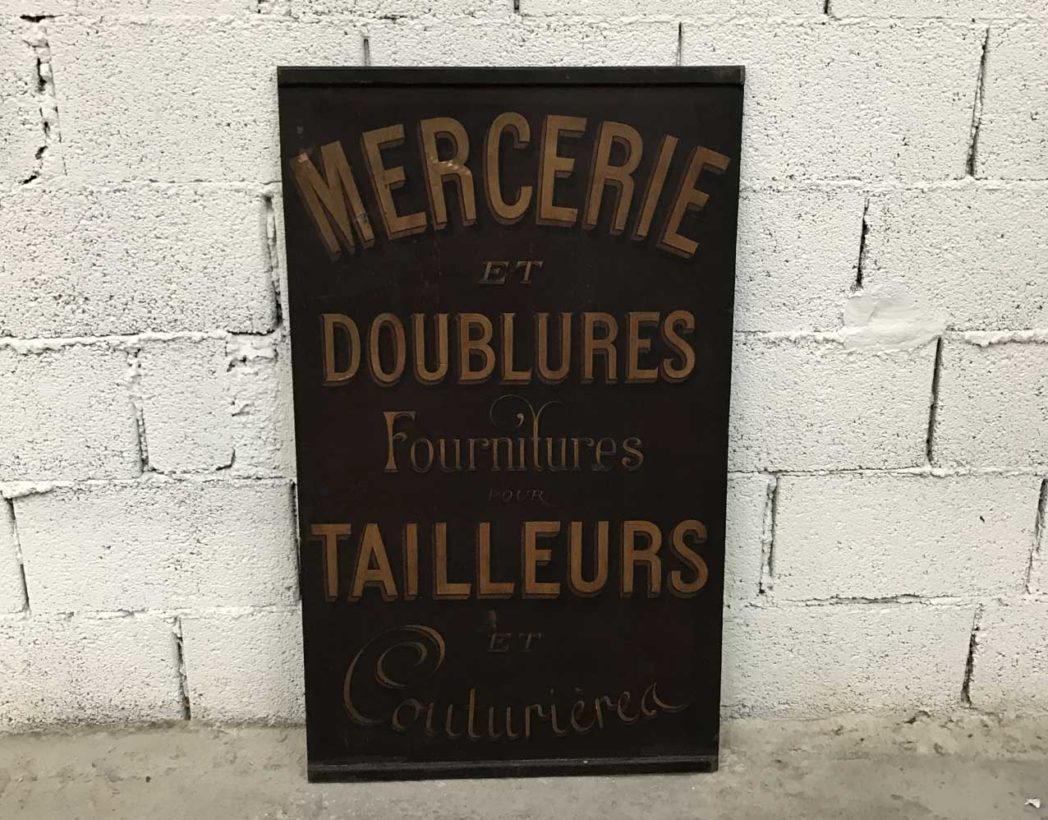 MERCERIE
ET
DOUBLURES
Fournitures
POUR
TAILLEURS
ET
Couturières